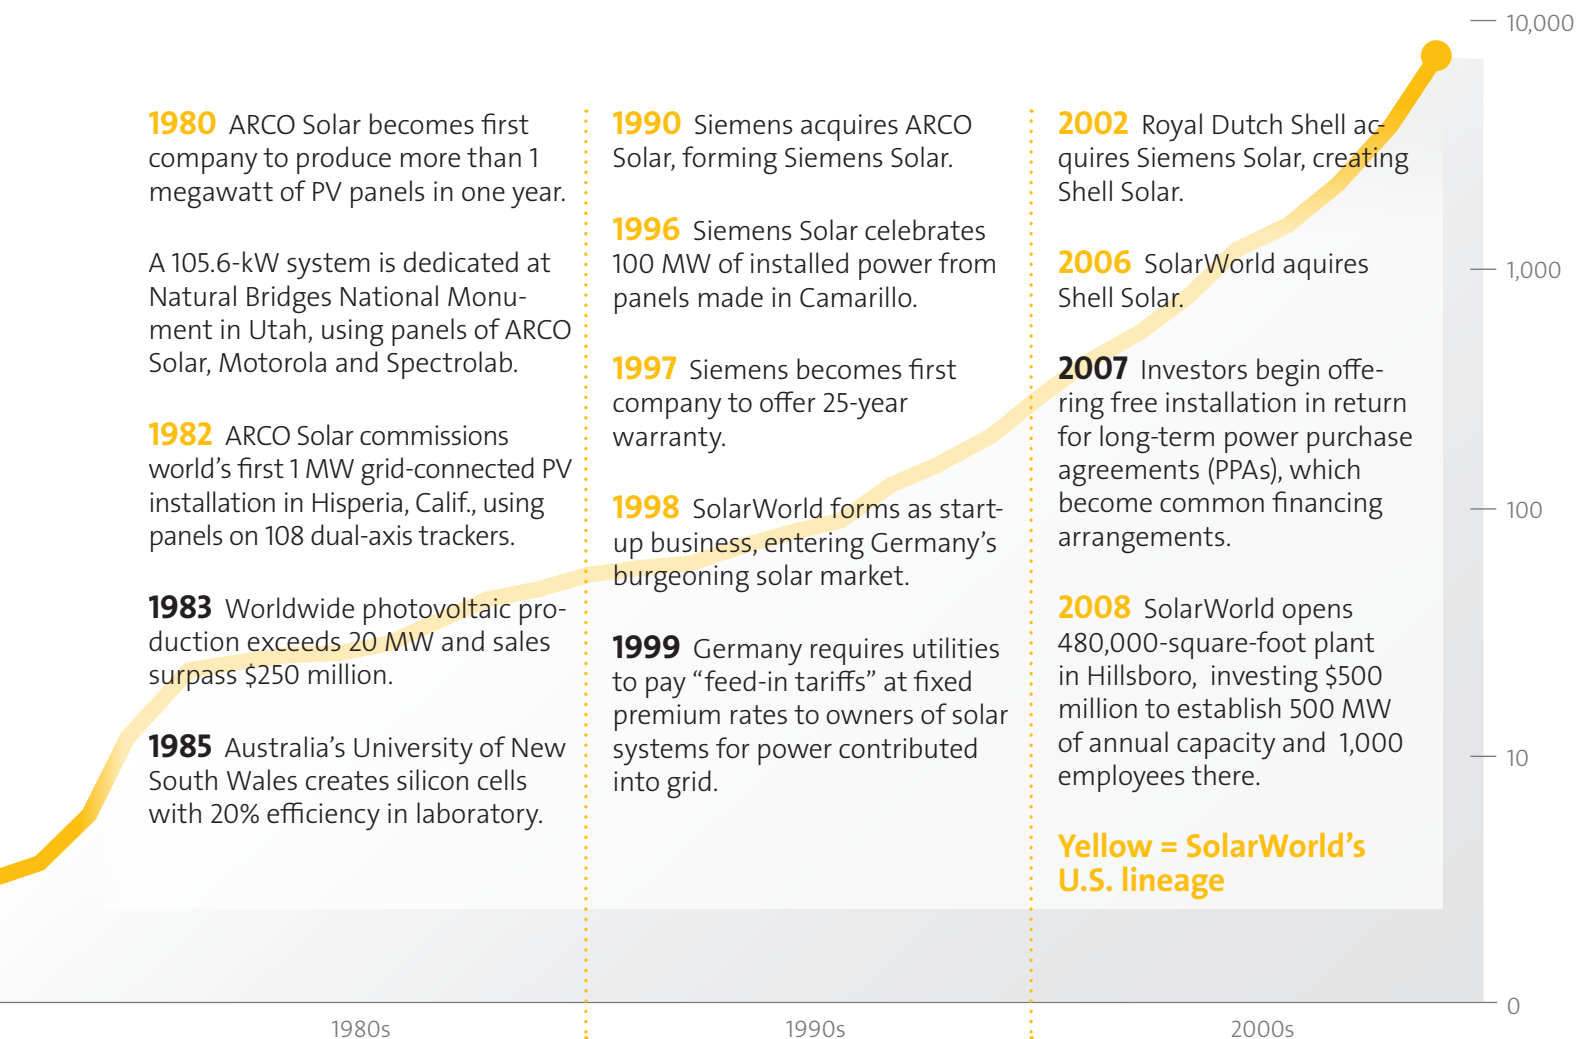 1980 ARCO Solar becomes first
company to produce more than 1
megawatt of PV panels in one year.
A 105.6-kW system is dedicated at
Natural Bridges National Monu-
ment in Utah, using panels of ARCO
Solar, Motorola and Spectrolab.
1982 ARCO Solar commissions
world's first 1 MW grid-connected PV
installation in Hisperia, Calif., using
panels on 108 dual-axis trackers.
1983 Worldwide photovoltaic pro-
duction exceeds 20 MW and sales
surpass $250 million.
1985 Australia's University of New
South Wales creates silicon cells
with 20% efficiency in laboratory.
1990 Siemens acquires ARCO
Solar, forming Siemens Solar.
1996 Siemens Solar celebrates
100 MW of installed power from
panels made in Camarillo.
1997 Siemens becomes first
company to offer 25-year
warranty.
1998 SolarWorld forms as start-
up business, entering Germany's
burgeoning solar market.
1999 Germany requires utilities
to pay “feed-in tariffs” at fixed
premium rates to owners of solar
systems for power contributed
into grid.
2002 Royal Dutch Shell ac-
quires Siemens Solar, creating
Shell Solar.
2006 SolarWorld aquires
Shell Solar.
2007 Investors begin offe-
ring free installation in return
for long-term power purchase
agreements (PPAs), which
become common financing
arrangements.
2008 SolarWorld opens
480,000-square-foot plant
in Hillsboro, investing $500
million to establish 500 MW
of annual capacity and 1,000
employees there.
Yellow = SolarWorld's
U.S. lineage
10,000
1,000
100
10
0
1980s
1990s
2000s